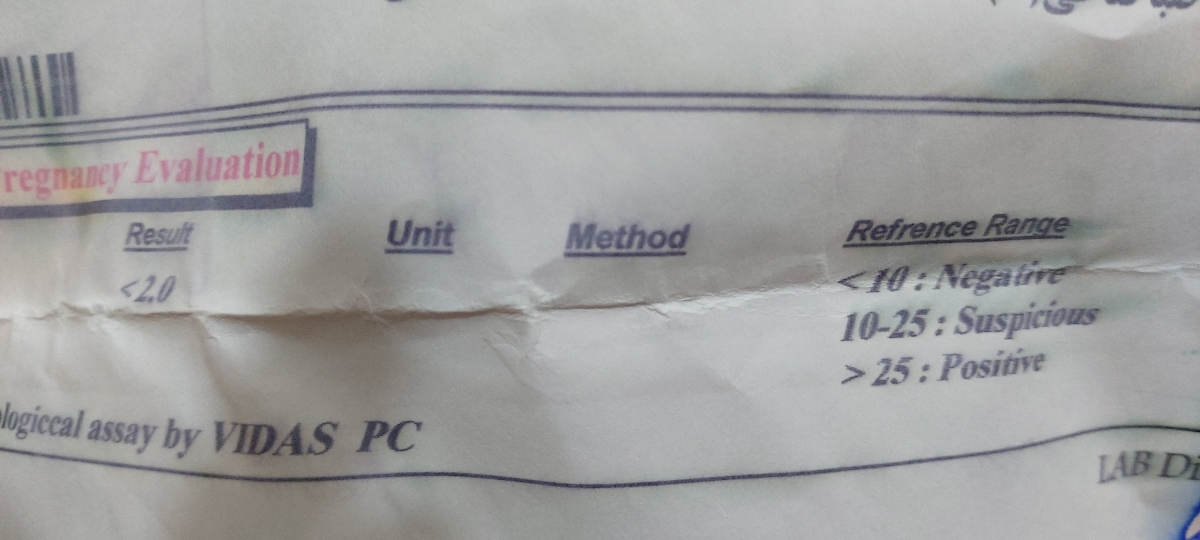 regnancy Evaluation
Result Unit Method Refrence Range
<2.0 < 10 : Negative
10-25 : Suspicious
> 25 : Positive
logiccal assay by VIDAS PC
LAB Di